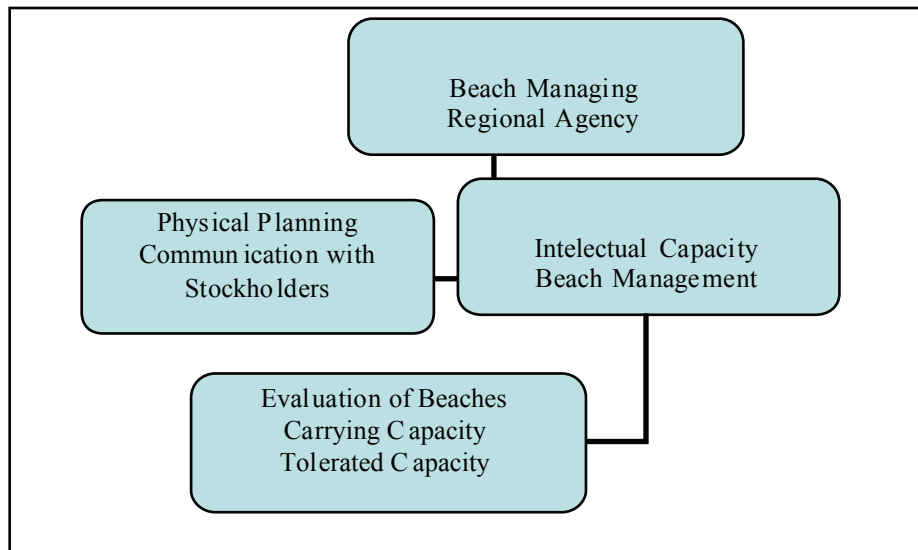 Beach Managing
Regional Agency
Physical Planning
Communication with
Stockholders
Intelectual Capacity
Beach Management
Evaluation of Beaches
Carrying Capacity
Tolerated Capacity